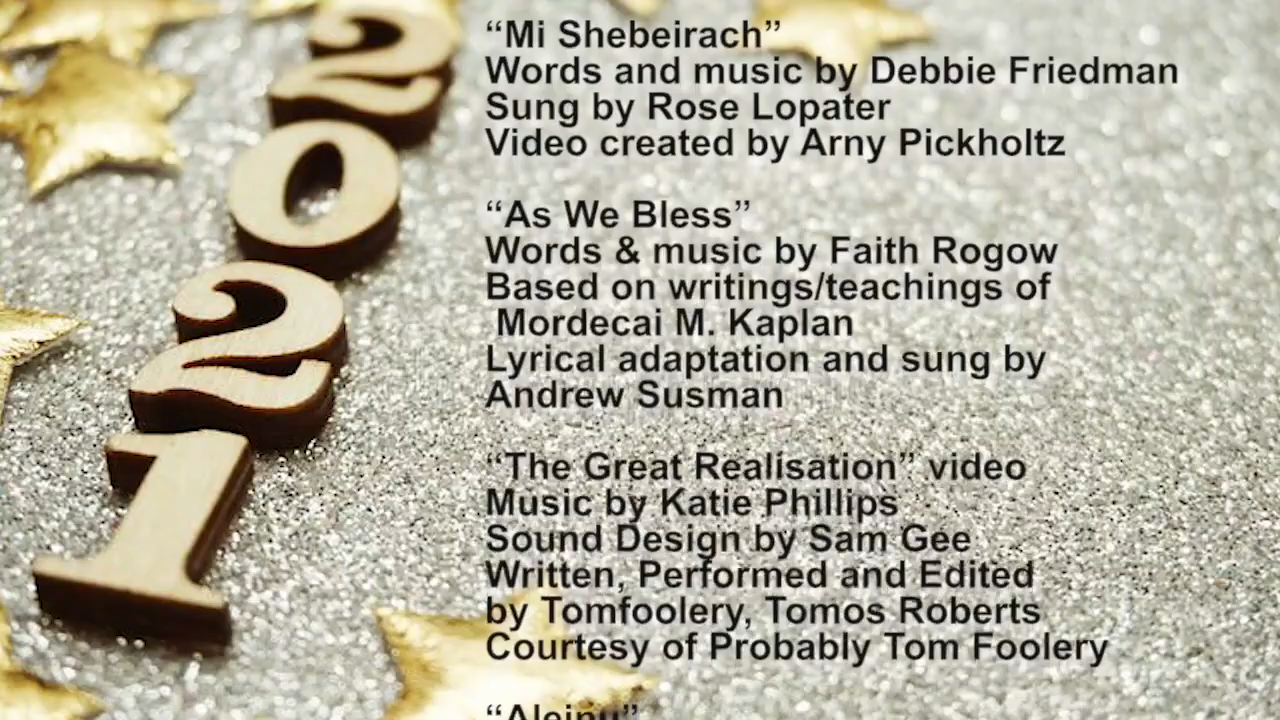 2021
“Mi Shebeirach”
Words and music by Debbie Friedman
Sung by Rose Lopater
Video created by Arny Pickholtz
“As We Bless”
Words & music by Faith Rogow
Based on writings/teachings of
Mordecai M. Kaplan
Lyrical adaptation and sung by
Andrew Susman
“The Great Realisation” video
Music by Katie Phillips
Sound Design by Sam Gee
Written, Performed and Edited
by Tomfoolery, Tomos Roberts
Courtesy of Probably Tom Foolery
“Aleinu”